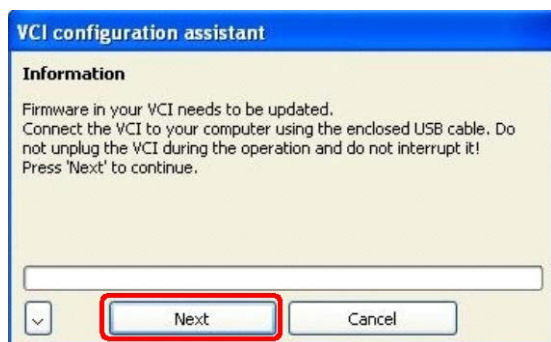 VCI configuration assistant
Information
Firmware in your VCI needs to be updated.
Connect the VCI to your computer using the enclosed USB cable. Do
not unplug the VCI during the operation and do not interrupt it!
Press 'Next' to continue.
Next
Cancel